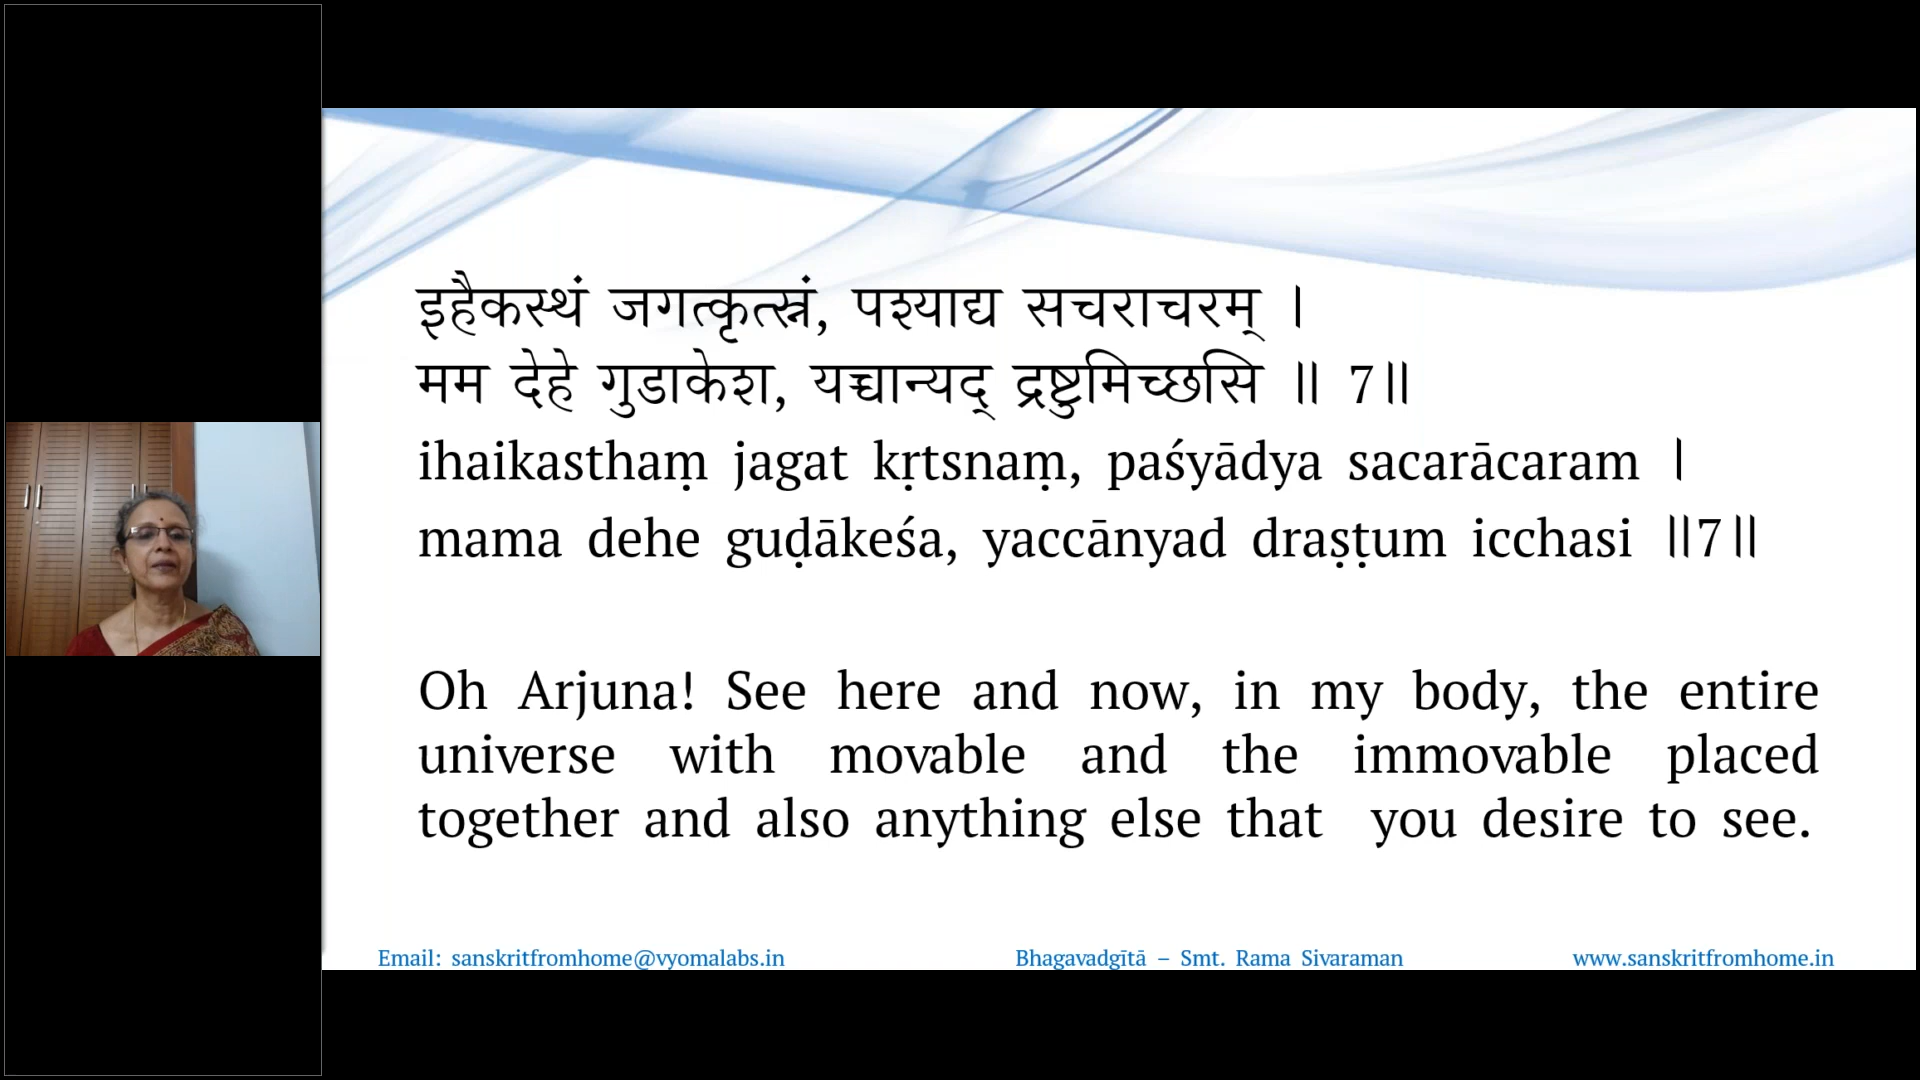 इहैकस्थं जगत्कृत्स्नं, पश्याद्य सचराचरम् ।
मम देहे गुडाकेश, यच्चान्यद् द्रष्टुमिच्छसि ॥ 7॥
ihaikasthaṃ jagat kṛtsnaṃ, paśyādya sacarācaram |
mama dehe guḍākeśa, yaccānyad draṣṭum icchasi ॥7॥
Oh Arjuna! See here and now, in my body, the entire
universe with movable and the immovable placed
together and also anything else that you desire to see.
Email: sanskritfromhome@vyomalabs.in Bhagavadgītā – Smt. Rama Sivaraman www.sanskritfromhome.in